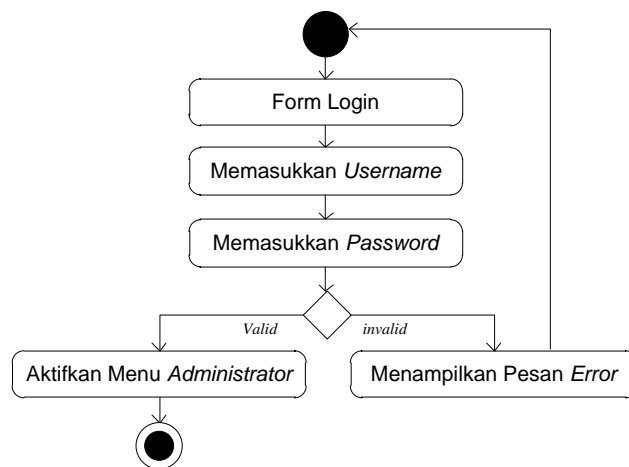 Form Login
Memasukkan Username
Memasukkan Password
Valid
invalid
Aktifkan Menu Administrator
Menampilkan Pesan Error